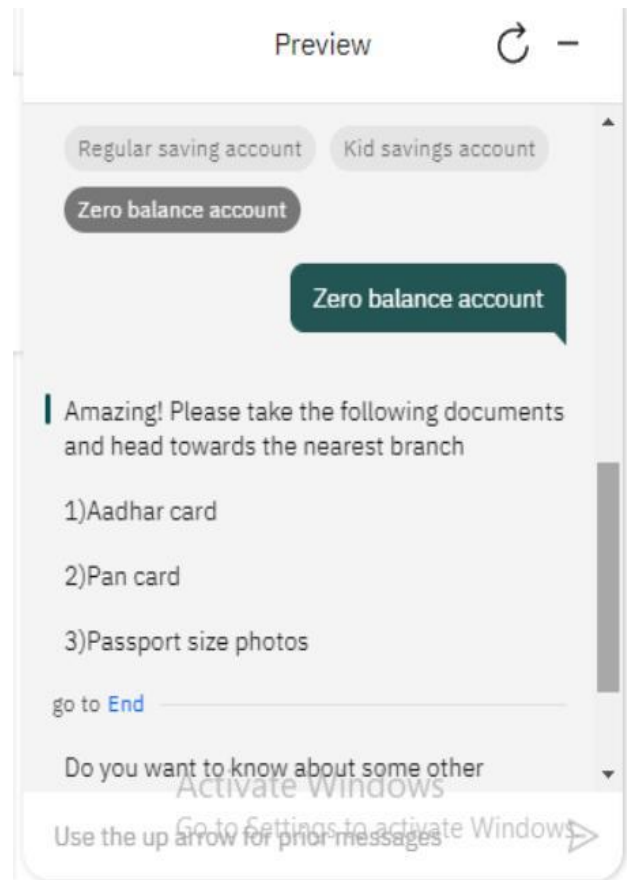 Preview
Regular saving account Kid savings account
Zero balance account
Zero balance account
Amazing! Please take the following documents
and head towards the nearest branch
1)Aadhar card
2)Pan card
3)Passport size photos
go to End
Do you want to know about some other
Activate Windows
Use the up arrow for prior messages
Go to Settings to activate Windows.